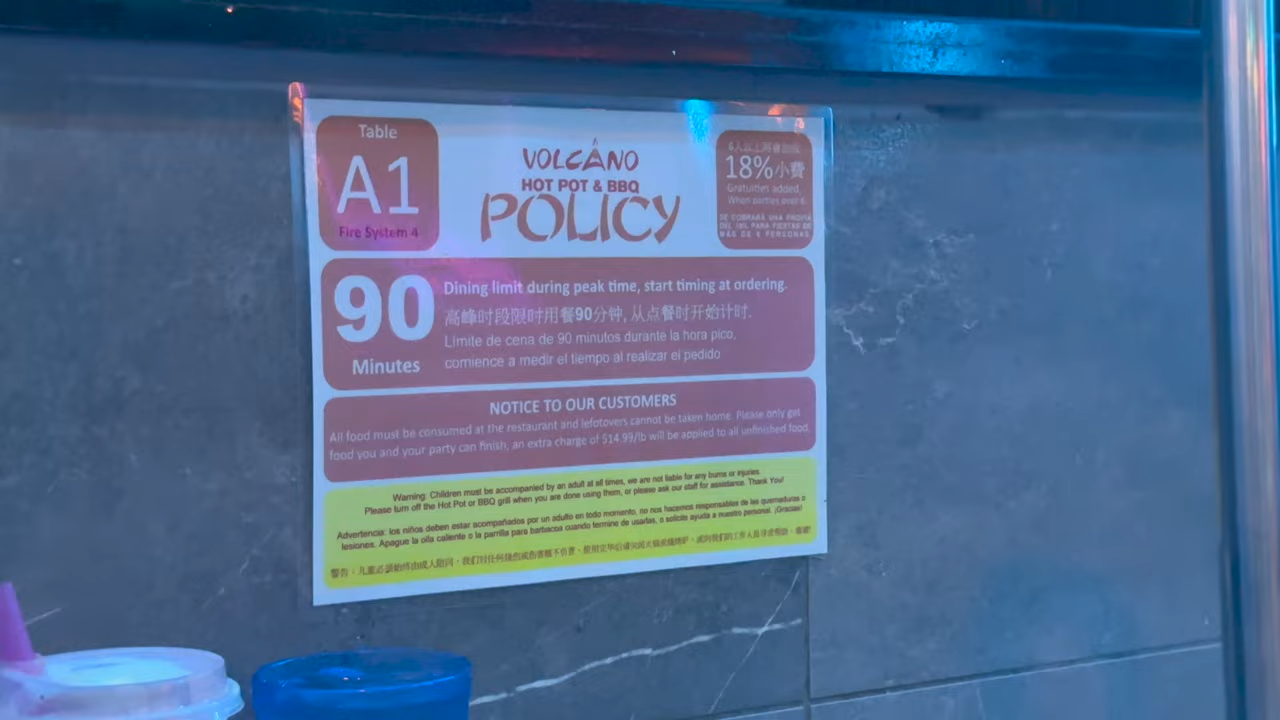 Table
A1
Fire System 4
VOLCANO
HOT POT & BBQ
POLICY
18%小費
Gratuities added,
When parties over 6.
SE COBRARÁ UNA PROPINA
DEL 18% PARA FIESTAS DE
MÁS DE 6 PERSONAS.
90
Minutes
Dining limit during peak time, start timing at ordering.
高峰时段限时用餐90分钟, 从点餐时开始计时.
Límite de cena de 90 minutos durante la hora pico,
comience a medir el tiempo al realizar el pedido
NOTICE TO OUR CUSTOMERS
All food must be consumed at the restaurant and lefotovers cannot be taken home. Please only get
food you and your party can finish, an extra charge of $14.99/lb will be applied to all unfinished food.
Warning: Children must be accompanied by an adult at all times, we are not liable for any burns or injuries.
Please turn off the Hot Pot or BBQ grill when you are done using them, or please ask our staff for assistance. Thank You!
Advertencia: los niños deben estar acompañados por un adulto en todo momento, no nos hacemos responsables de las quemaduras o
lesiones. Apague la olla caliente o la parrilla para barbacoa cuando termine de usarlas, o solicite ayuda a nuestro personal. ¡Gracias!